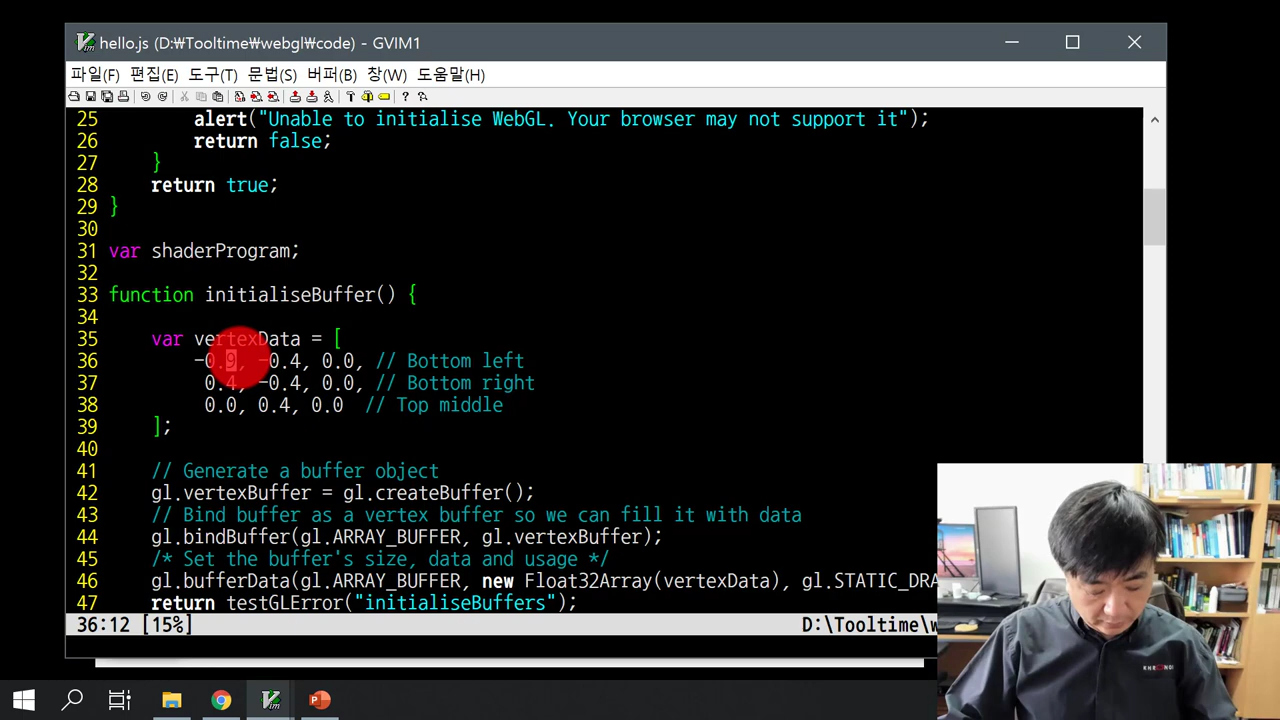 hello.js (D:₩Tooltime₩webgl₩code) - GVIM1
파일(F) 편집(E) 도구(T) 문법(S) 버퍼(B) 창(W) 도움말(H)
25 alert("Unable to initialise WebGL. Your browser may not support it");
26 return false;
27 }
28 return true;
29 }
30
31 var shaderProgram;
32
33 function initialiseBuffer() {
34
35 var vertexData = [
36 -0.9, -0.4, 0.0, // Bottom left
37 0.4, -0.4, 0.0, // Bottom right
38 0.0, 0.4, 0.0 // Top middle
39 ];
40
41 // Generate a buffer object
42 gl.vertexBuffer = gl.createBuffer();
43 // Bind buffer as a vertex buffer so we can fill it with data
44 gl.bindBuffer(gl.ARRAY_BUFFER, gl.vertexBuffer);
45 /* Set the buffer's size, data and usage */
46 gl.bufferData(gl.ARRAY_BUFFER, new Float32Array(vertexData), gl.STATIC_DRA
47 return testGLError("initialiseBuffers");
36:12 [15%] D:\Tooltime\w